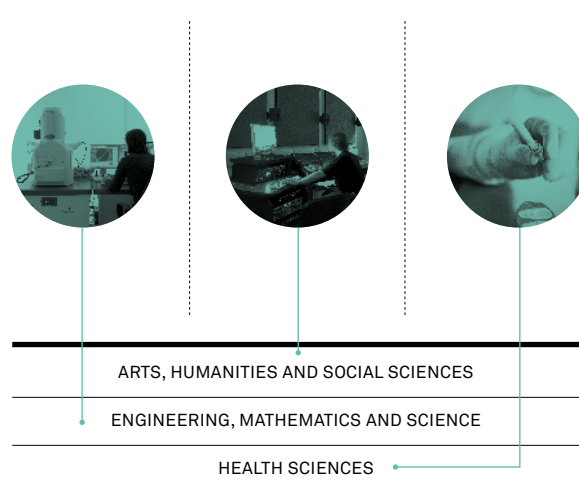 ARTS, HUMANITIES AND SOCIAL SCIENCES
ENGINEERING, MATHEMATICS AND SCIENCE
HEALTH SCIENCES